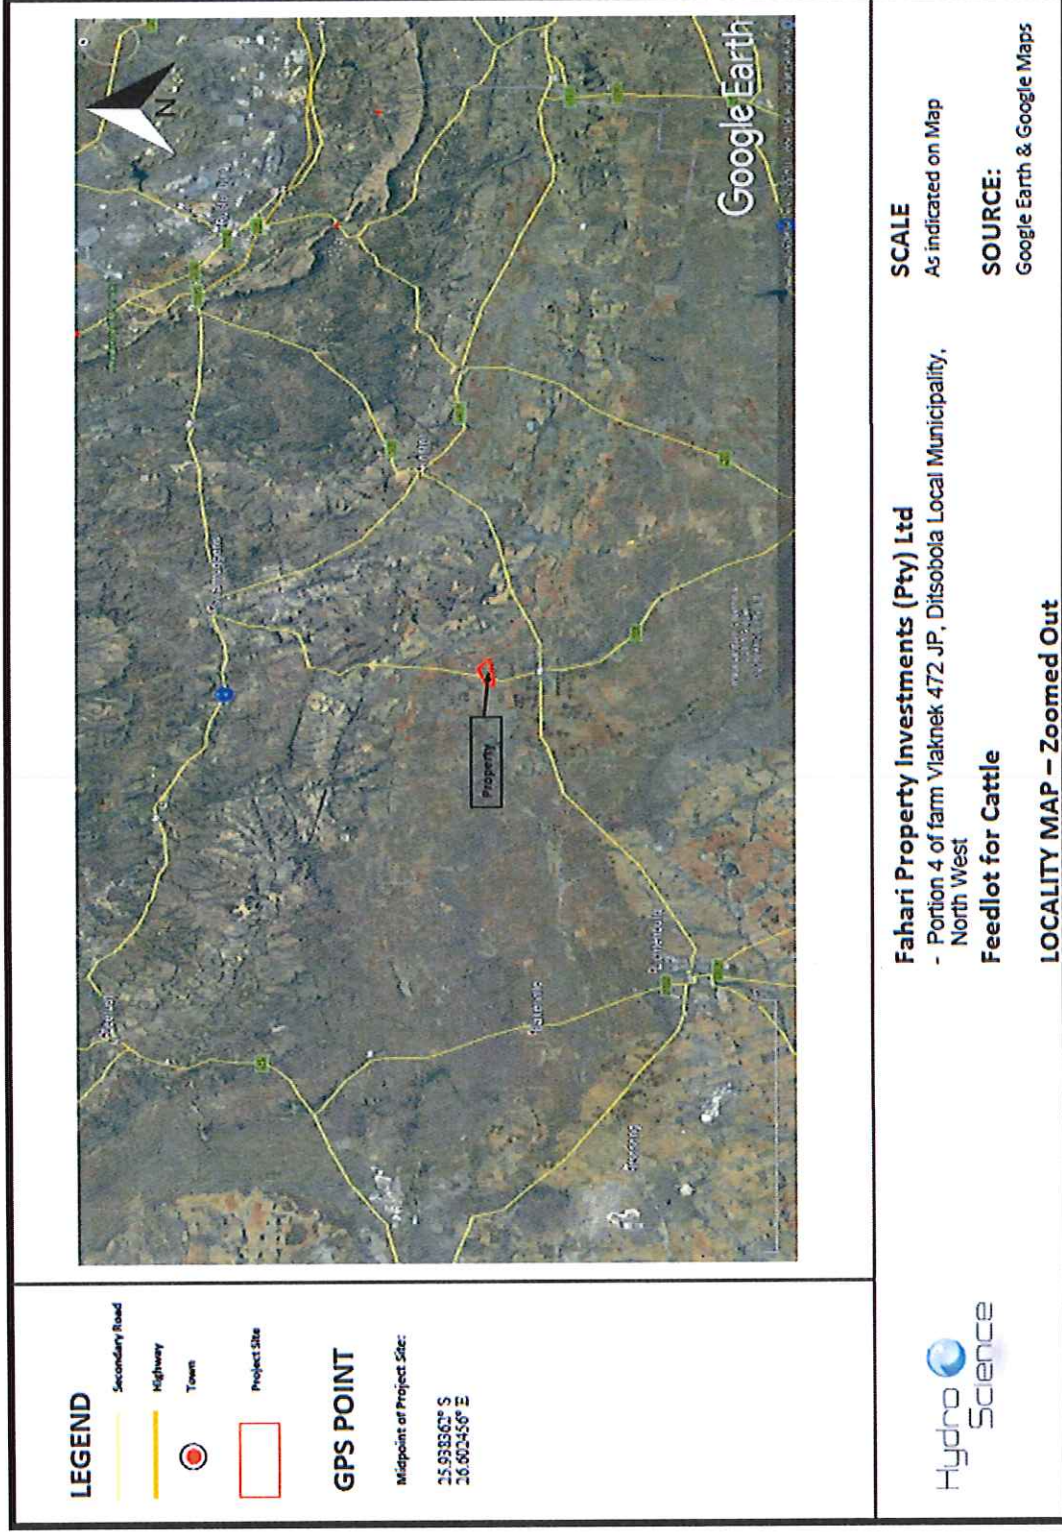 LEGEND
Secondary Road
Highway
Town
Project Site
GPS POINT
Midpoint of Project Site:
25.938362° S
26.602456° E
N
Property
Google Earth
Hydro
Science
Fahari Property Investments (Pty) Ltd
- Portion 4 of farm Vlaknek 472 JP, Ditsobola Local Municipality,
North West
Feedlot for Cattle
LOCALITY MAP – Zoomed Out
SCALE
As indicated on Map
SOURCE:
Google Earth & Google Maps